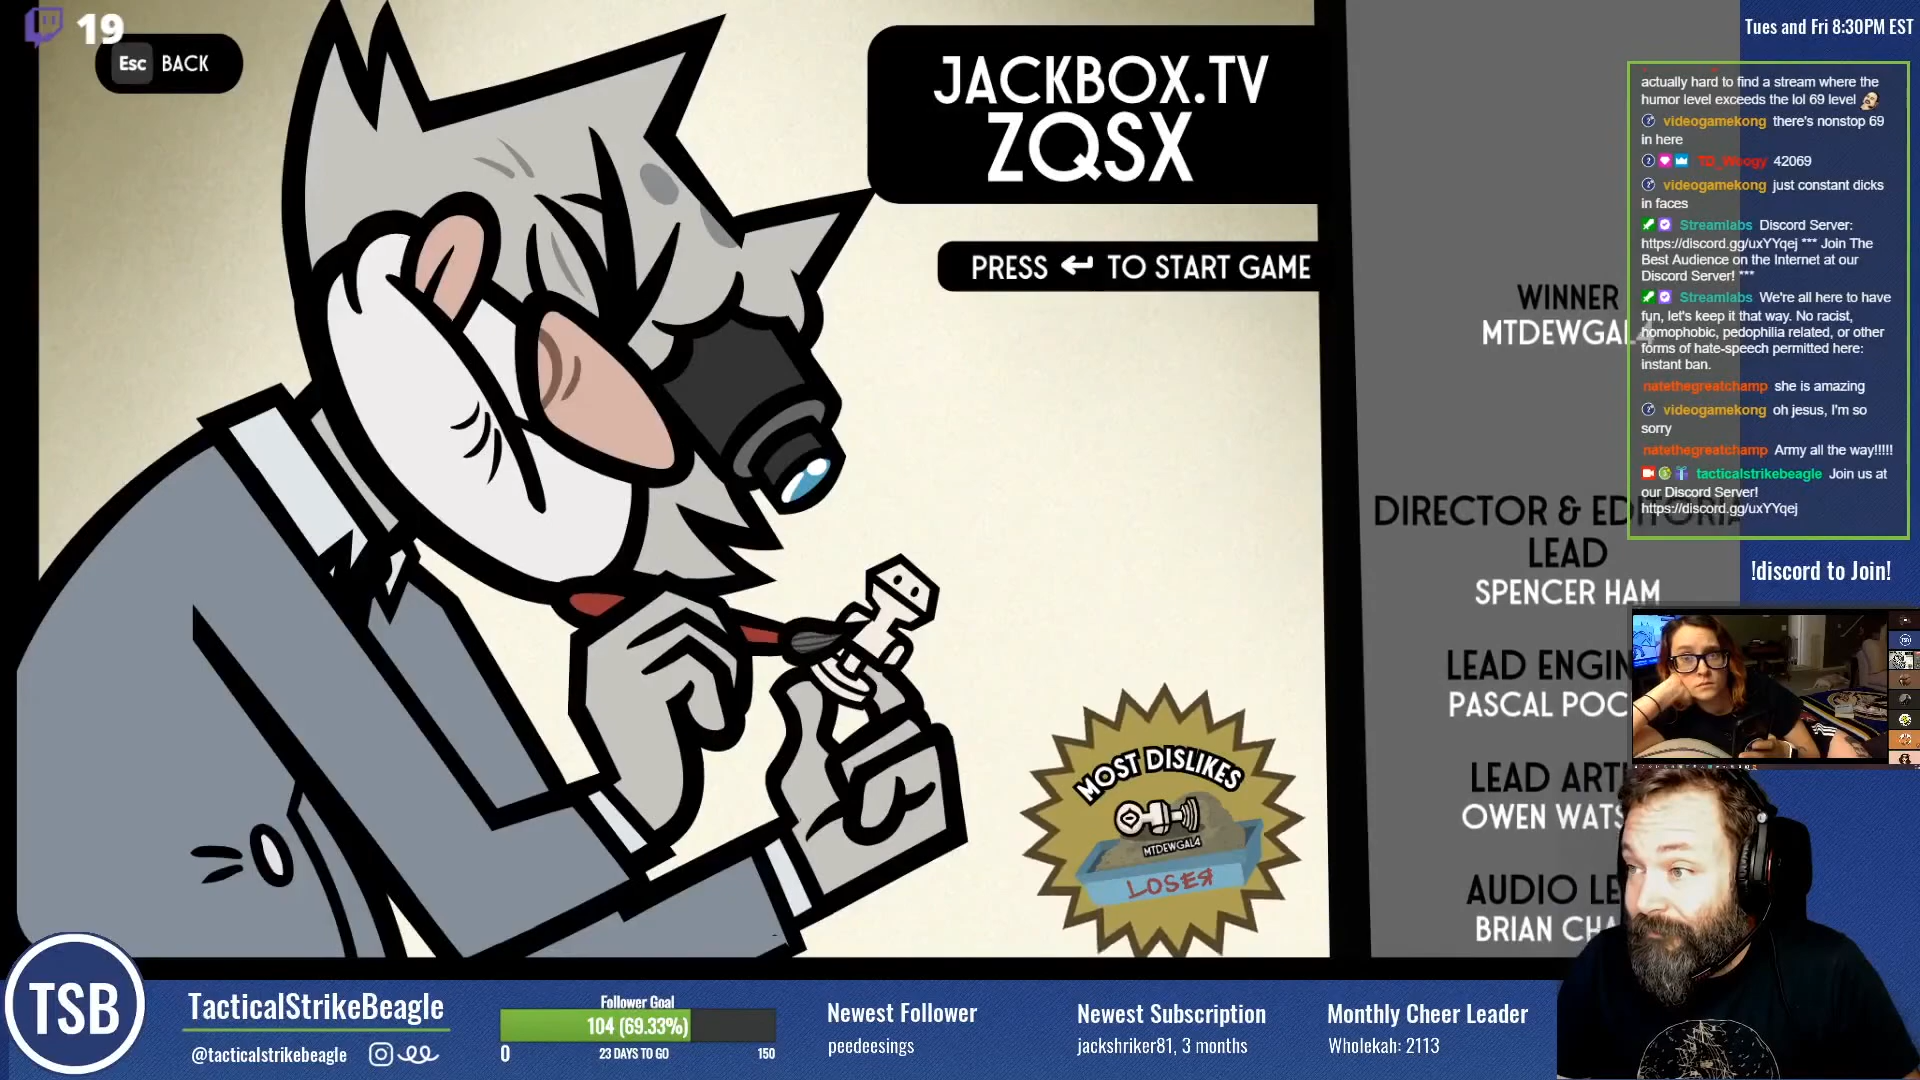 19
Esc BACK
JACKBOX.TV
ZQSX
PRESS TO START GAME
WINNER
MTDEWGAL4
DIRECTOR & EDITORIAL
LEAD
SPENCER HAM
PASCAL
OWEN
BRIAN
MOST DISLIKES
MTDEWGAL4
LOSER
Tues and Fri 8:30PM EST
actually hard to find a stream where the
humor level exceeds the lol 69 level
videogamekong there's nonstop 69
in here
TD_Woogy 42069
videogamekong just constant dicks
in faces
Streamlabs Discord Server:
https://discord.gg/uxYYqej *** Join The
Best Audience on the Internet at our
Discord Server! ***
Streamlabs We're all here to have
fun, let's keep it that way. No racist,
homophobic, pedophilia related, or other
forms of hate-speech permitted here:
instant ban.
natethegreatchamp she is amazing
videogamekong oh jesus, I'm so
sorry
natethegreatchamp Army all the way!!!!!
tacticalstrikebeagle Join us at
our Discord Server!
https://discord.gg/uxYYqej
!discord to Join!
LEAD
LEAD
AUDIO
TSB
TacticalStrikeBeagle
@tacticalstrikebeagle
Follower Goal
104 (69.33%)
0 23 DAYS TO GO 150
Newest Follower
peedeesings
Newest Subscription
jackshriker81, 3 months
Monthly Cheer Leader
Wholekah: 2113